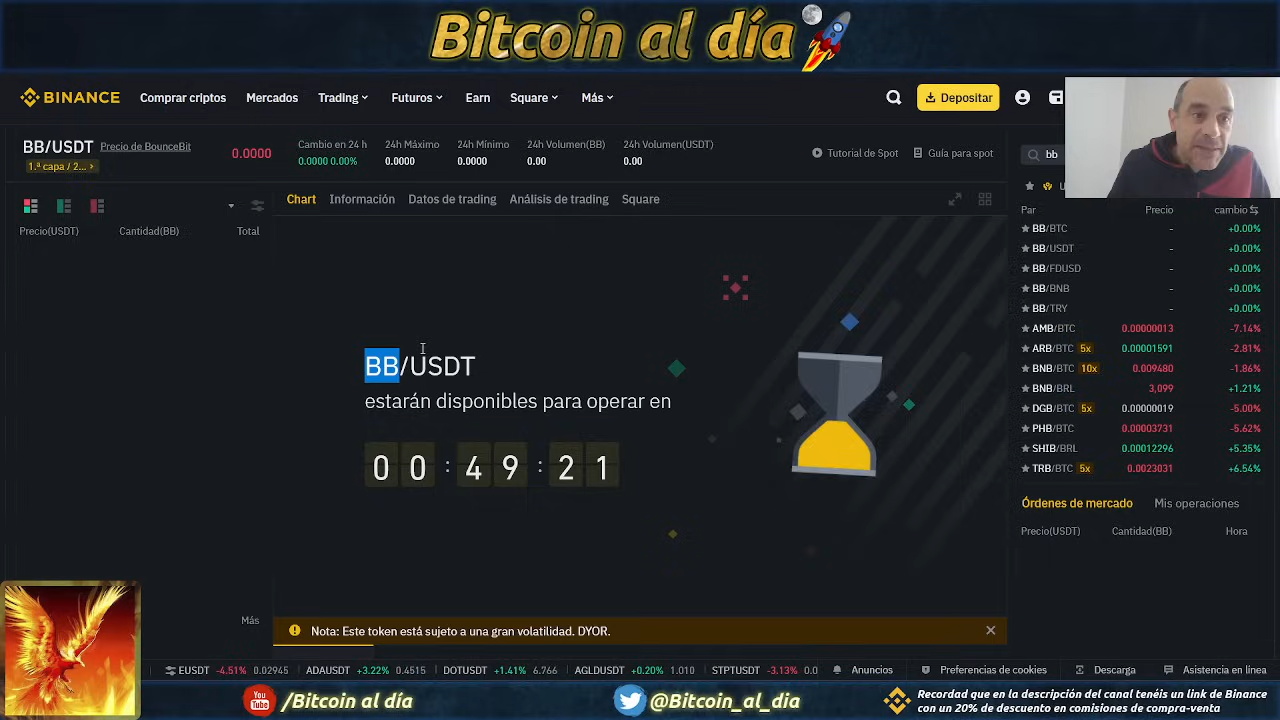 Bitcoin al día
BINANCE
Comprar criptos
Mercados
Trading
Futuros
Earn
Square
Más
Depositar
BB/USDT
Precio de BounceBit
1.ª capa / 2... >
0.0000
Cambio en 24 h
0.0000 0.00%
24h Máximo
0.0000
24h Mínimo
0.0000
24h Volumen(BB)
0.00
24h Volumen(USDT)
0.00
Tutorial de Spot
Guía para spot
bb
Chart
Información
Datos de trading
Análisis de trading
Square
Precio(USDT)
Cantidad(BB)
Total
BB/USDT
estarán disponibles para operar en
00:49:21
Par
Precio
cambio
BB/BTC - +0.00%
BB/USDT - +0.00%
BB/FDUSD - +0.00%
BB/BNB - +0.00%
BB/TRY - +0.00%
AMB/BTC 0.00000013 -7.14%
ARB/BTC 5x 0.00001591 -2.81%
BNB/BTC 10x 0.009480 -1.86%
BNB/BRL 3,099 +1.21%
DGB/BTC 5x 0.00000019 -5.00%
PHB/BTC 0.00003731 -5.62%
SHIB/BRL 0.00012296 +5.35%
TRB/BTC 5x 0.0023031 +6.54%
Órdenes de mercado
Mis operaciones
Precio(USDT)
Cantidad(BB)
Hora
Más
Nota: Este token está sujeto a una gran volatilidad. DYOR.
EUSDT -4.51% 0.02945
ADAUSDT +3.22% 0.4515
DOTUSDT +1.41% 6.766
AGLDUSDT +0.20% 1.010
STPTUSDT -3.13% 0.0
Anuncios
Preferencias de cookies
Descarga
Asistencia en línea
You Tube
/Bitcoin al día
@Bitcoin_al_dia
Recordad que en la descripción del canal tenéis un link de Binance
con un 20% de descuento en comisiones de compra-venta